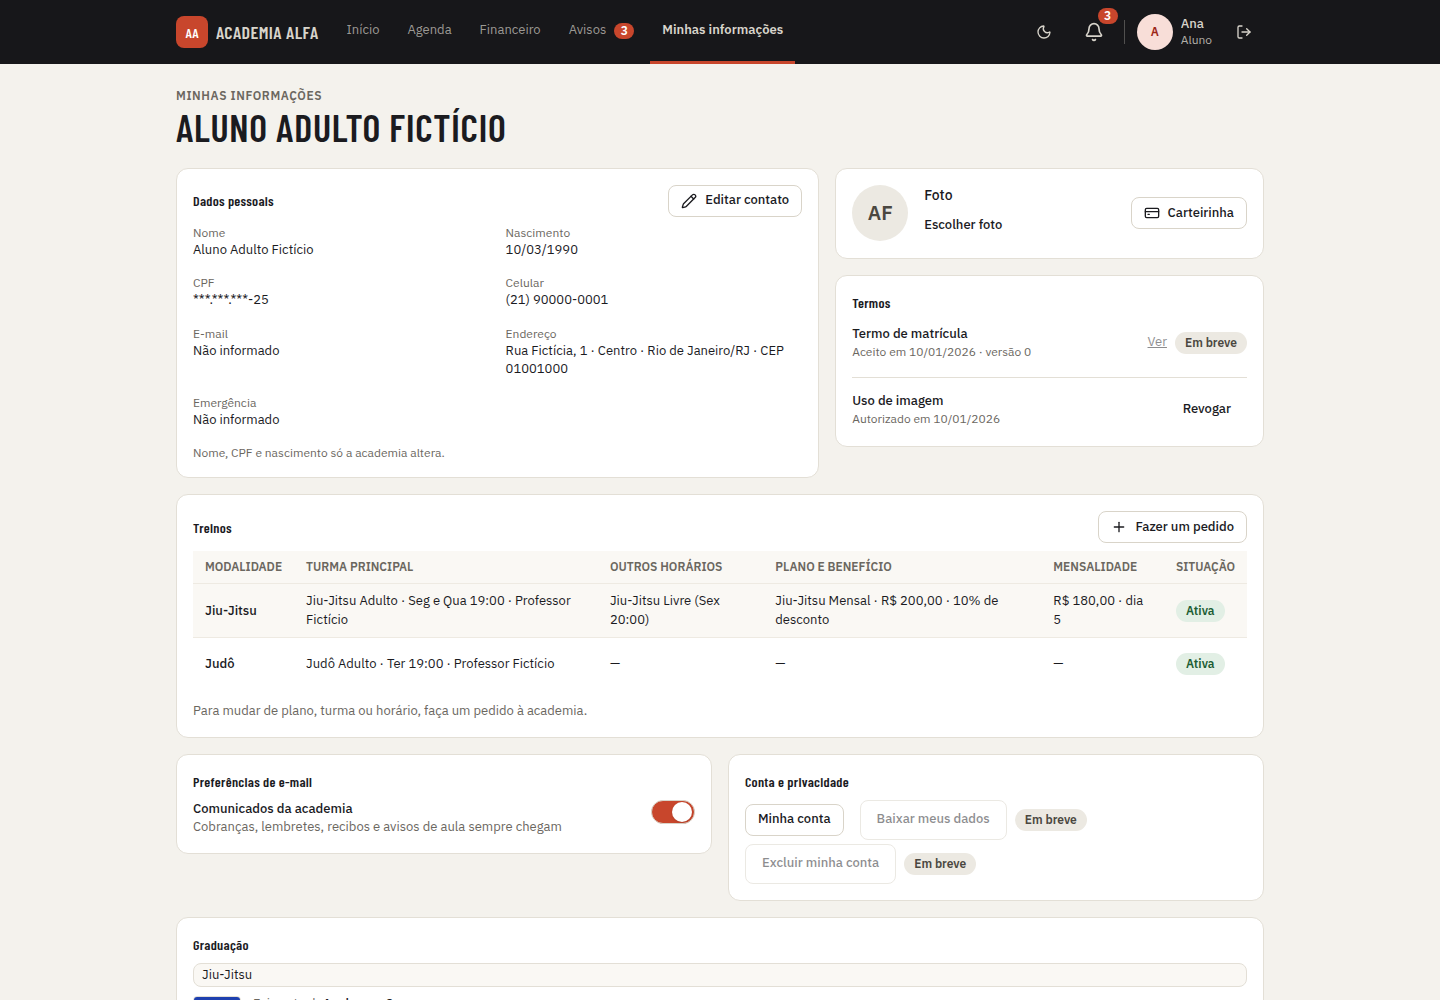 AA ACADEMIA ALFA Início Agenda Financeiro Avisos 3 Minhas informações 3 A Ana
Aluno
MINHAS INFORMAÇÕES
ALUNO ADULTO FICTÍCIO
Dados pessoais Editar contato
Nome Nascimento
Aluno Adulto Fictício 10/03/1990
CPF Celular
***.***.***-25 (21) 90000-0001
E-mail Endereço
Não informado Rua Fictícia, 1 · Centro · Rio de Janeiro/RJ · CEP
01001000
Emergência
Não informado
Nome, CPF e nascimento só a academia altera.
AF Foto
Escolher foto Carteirinha
Termos
Termo de matrícula Ver Em breve
Aceito em 10/01/2026 · versão 0
Uso de imagem Revogar
Autorizado em 10/01/2026
Treinos Fazer um pedido
MODALIDADE TURMA PRINCIPAL OUTROS HORÁRIOS PLANO E BENEFÍCIO MENSALIDADE SITUAÇÃO
Jiu-Jitsu Jiu-Jitsu Adulto · Seg e Qua 19:00 · Professor Jiu-Jitsu Livre (Sex Jiu-Jitsu Mensal · R$ 200,00 · 10% de R$ 180,00 · dia Ativa
Fictício 20:00) desconto 5
Judô Judô Adulto · Ter 19:00 · Professor Fictício — — — Ativa
Para mudar de plano, turma ou horário, faça um pedido à academia.
Preferências de e-mail
Comunicados da academia
Cobranças, lembretes, recibos e avisos de aula sempre chegam
Conta e privacidade
Minha conta Baixar meus dados Em breve
Excluir minha conta Em breve
Graduação
Jiu-Jitsu